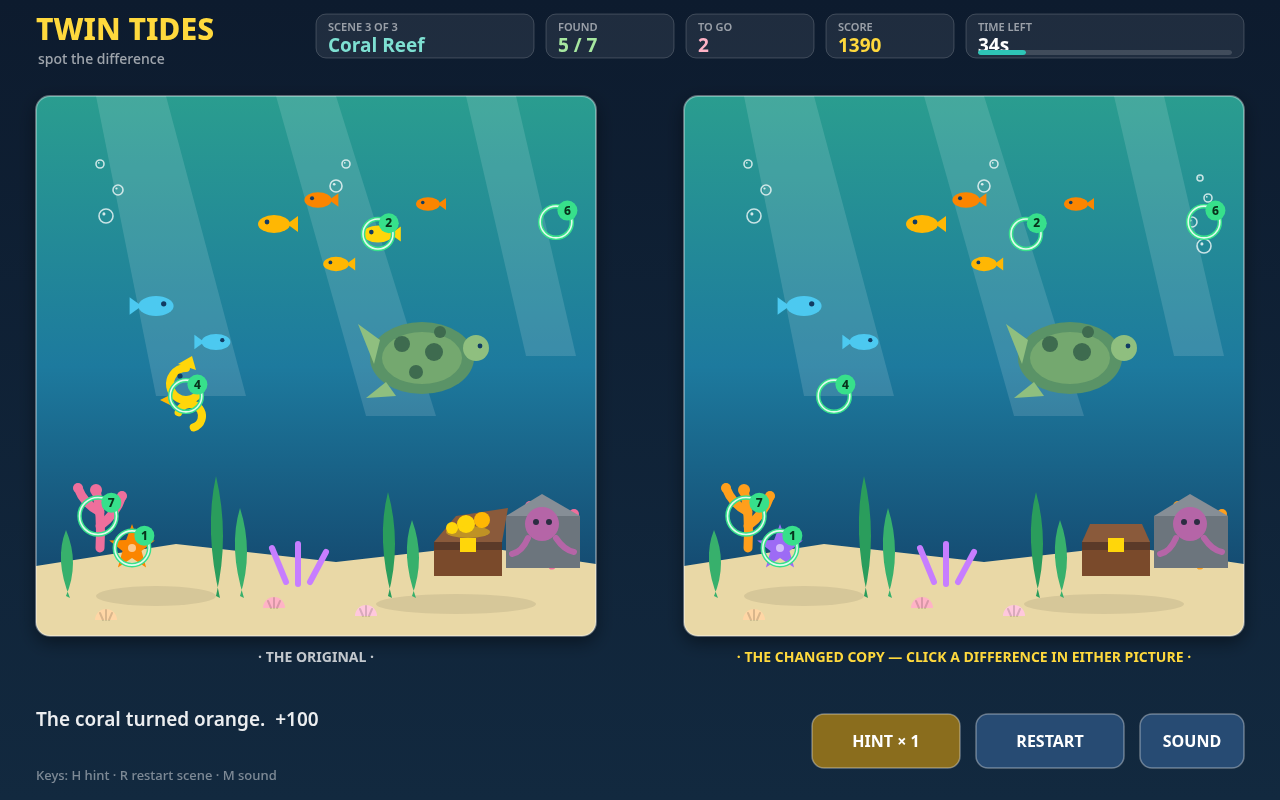 TWIN TIDES
spot the difference
SCENE 3 OF 3
Coral Reef
FOUND
5 / 7
TO GO
2
SCORE
1390
TIME LEFT
34s
2
6
4
7
1
2
6
4
7
1
· THE ORIGINAL ·
· THE CHANGED COPY — CLICK A DIFFERENCE IN EITHER PICTURE ·
The coral turned orange. +100
HINT × 1
RESTART
SOUND
Keys: H hint · R restart scene · M sound